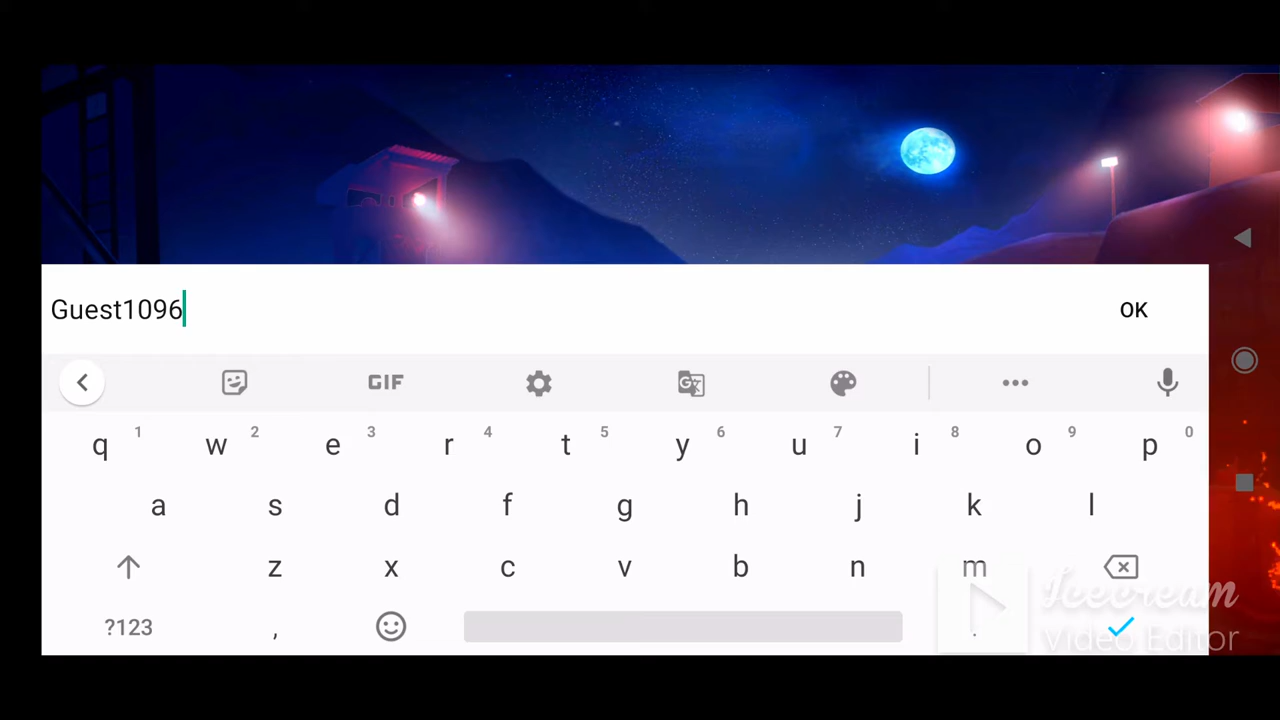 Guest1096 OK
GIF
q 1 w 2 e 3 r 4 t 5 y 6 u 7 i 8 o 9 p 0
a s d f g h j k l
z x c v b n m
?123 , .
Icecream
Video Editor